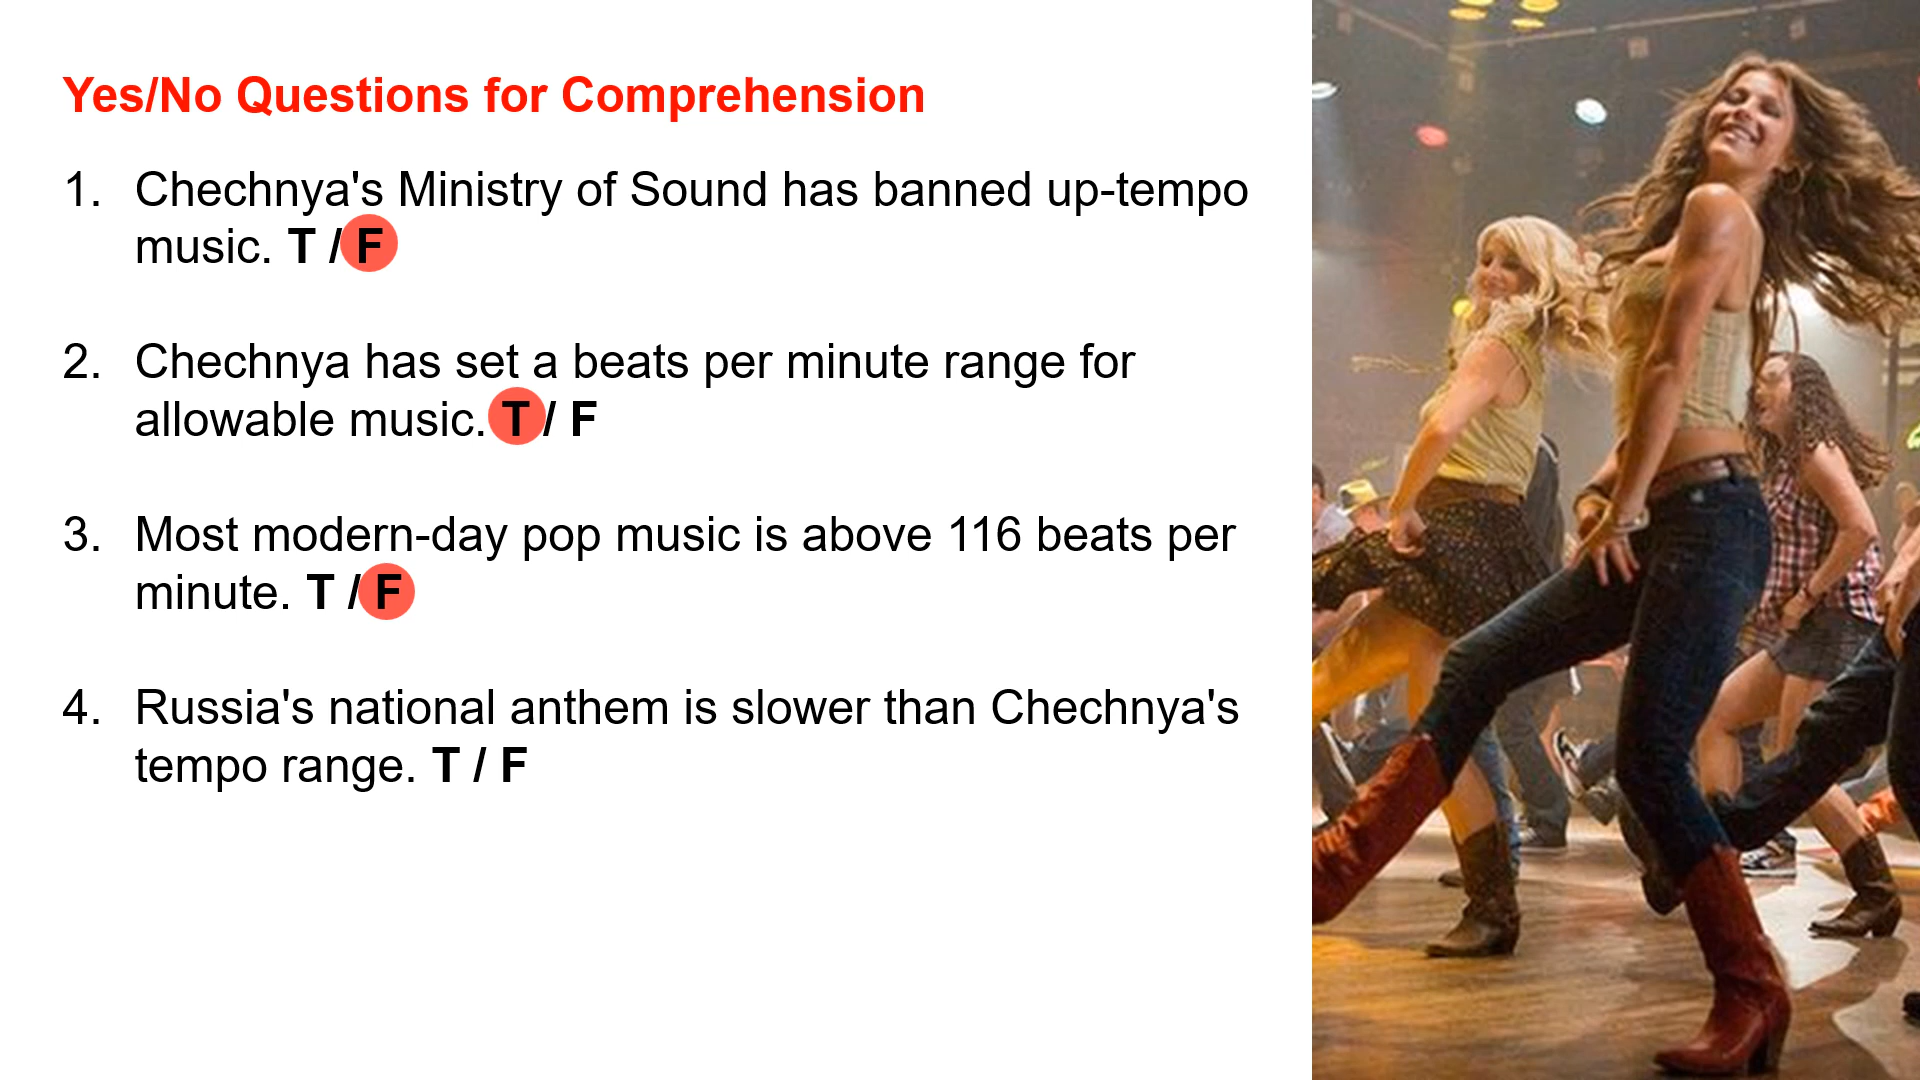 Yes/No Questions for Comprehension
1. Chechnya's Ministry of Sound has banned up-tempo
music. T / F
2. Chechnya has set a beats per minute range for
allowable music. T / F
3. Most modern-day pop music is above 116 beats per
minute. T / F
4. Russia's national anthem is slower than Chechnya's
tempo range. T / F